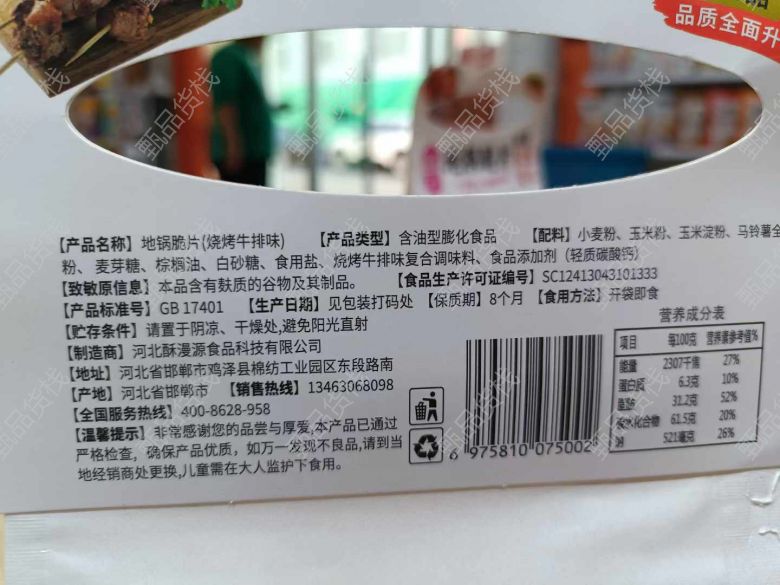 品质全面升
【产品名称】 地锅脆片(烧烤牛排味) 【产品类型】 含油型膨化食品 【配料】 小麦粉、玉米粉、玉米淀粉、马铃薯全
粉、麦芽糖、棕榈油、白砂糖、食用盐、烧烤牛排味复合调味料、食品添加剂（轻质碳酸钙）
【致敏原信息】 本品含有麸质的谷物及其制品。 【食品生产许可证编号】 SC12413043101333
【产品标准号】 GB 17401 【生产日期】 见包装打码处 【保质期】 8个月 【食用方法】 开袋即食
【贮存条件】 请置于阴凉、干燥处,避免阳光直射
【制造商】 河北酥漫源食品科技有限公司
【地址】 河北省邯郸市鸡泽县棉纺工业园区东段路南
【产地】 河北省邯郸市 【销售热线】 13463068098
【全国服务热线】 400-8628-958
【温馨提示】 非常感谢您的品尝与厚爱,本产品已通过
严格检查, 确保产品优质，如万一发现不良品,请到当
地经销商处更换,儿童需在大人监护下食用。
6 975810 075002
营养成分表
项目 每100克 营养素参考值%
能量 2307千焦 27%
蛋白质 6.3克 10%
脂肪 31.2克 52%
碳水化合物 61.5克 20%
钠 521毫克 26%
甄品货栈